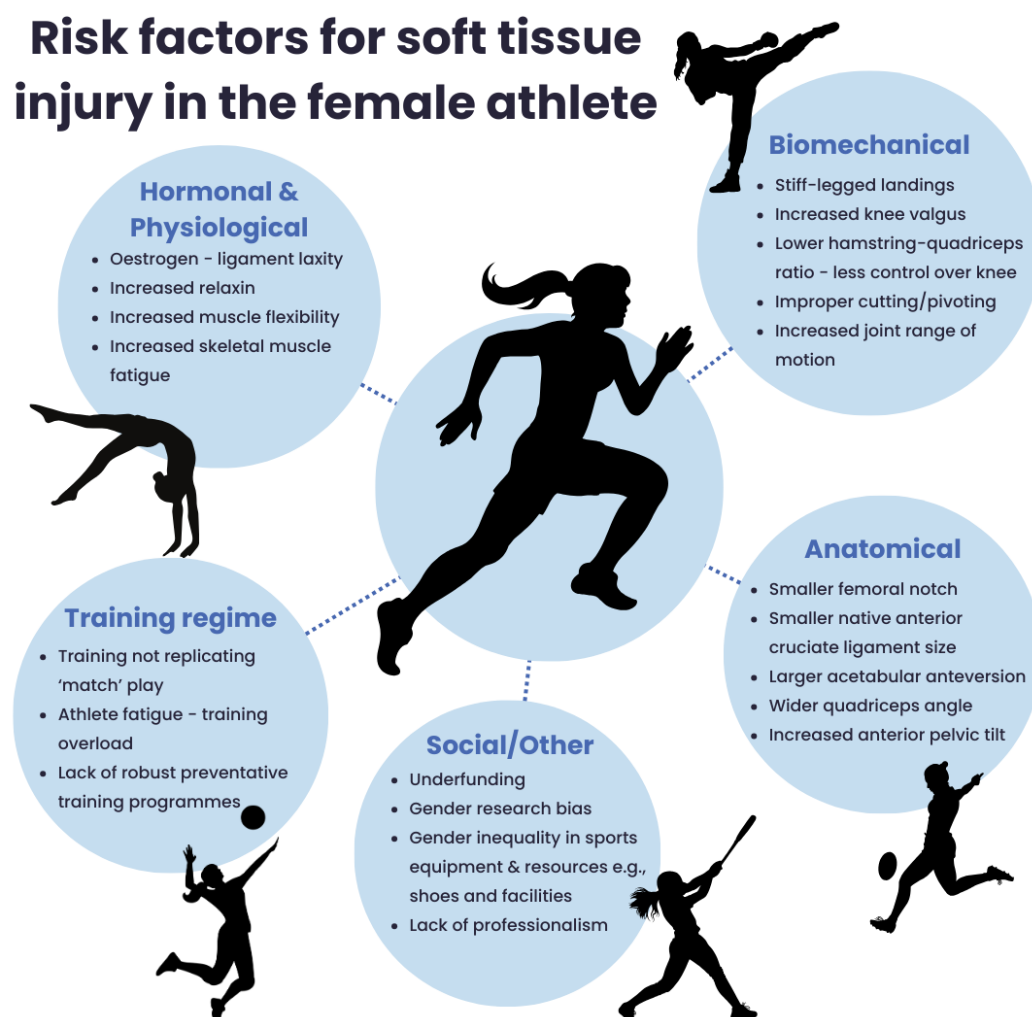 Risk factors for soft tissue
injury in the female athlete
Hormonal &
Physiological
• Oestrogen - ligament laxity
• Increased relaxin
• Increased muscle flexibility
• Increased skeletal muscle
fatigue
Biomechanical
• Stiff-legged landings
• Increased knee valgus
• Lower hamstring-quadriceps
ratio - less control over knee
• Improper cutting/pivoting
• Increased joint range of
motion
Training regime
• Training not replicating
‘match’ play
• Athlete fatigue - training
overload
• Lack of robust preventative
training programmes
Social/Other
• Underfunding
• Gender research bias
• Gender inequality in sports
equipment & resources e.g.,
shoes and facilities
• Lack of professionalism
Anatomical
• Smaller femoral notch
• Smaller native anterior
cruciate ligament size
• Larger acetabular anteversion
• Wider quadriceps angle
• Increased anterior pelvic tilt